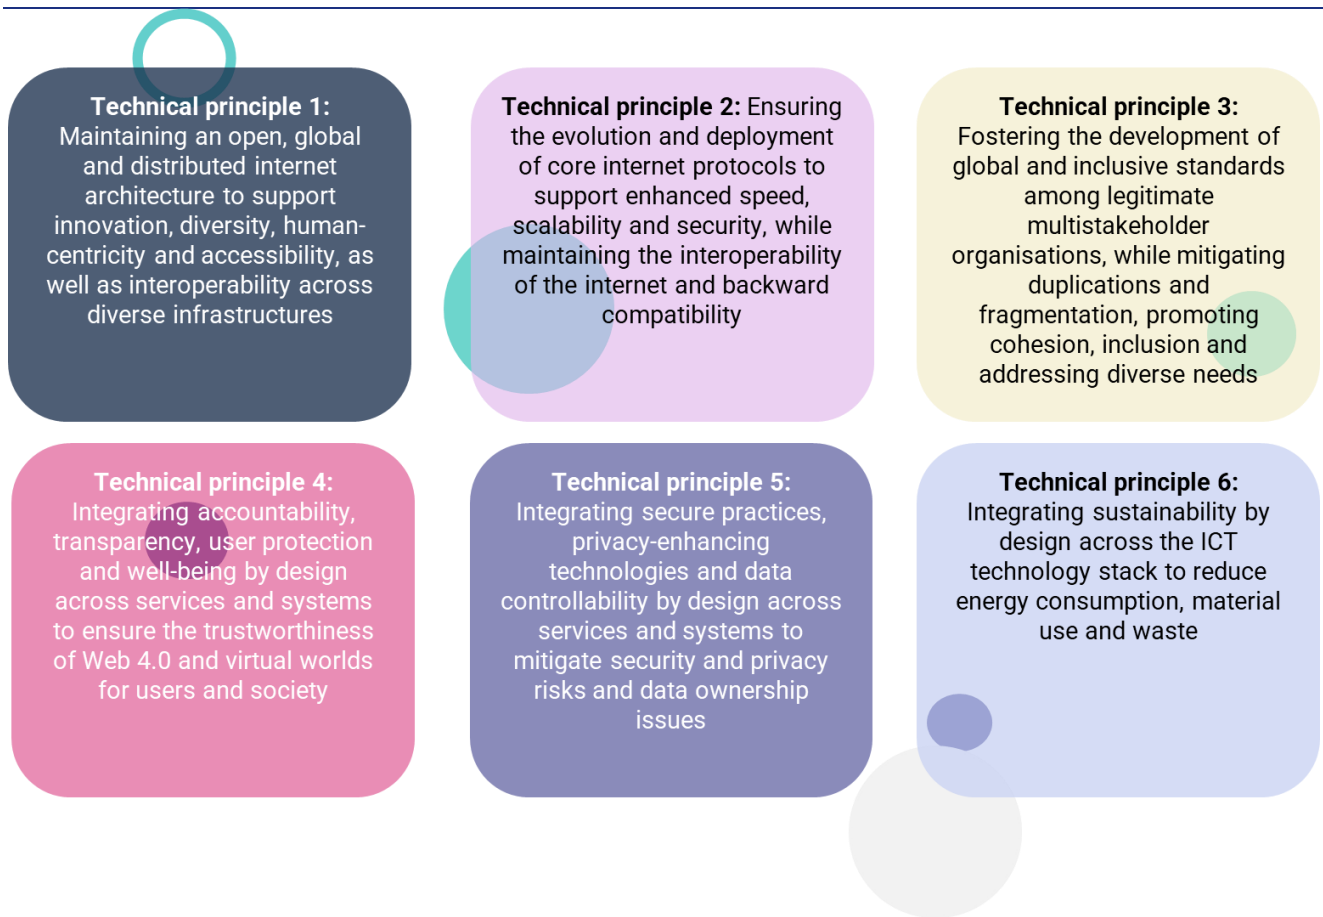 Technical principle 1:
Maintaining an open, global
and distributed internet
architecture to support
innovation, diversity, human-
centricity and accessibility, as
well as interoperability across
diverse infrastructures
Technical principle 2: Ensuring
the evolution and deployment
of core internet protocols to
support enhanced speed,
scalability and security, while
maintaining the interoperability
of the internet and backward
compatibility
Technical principle 3:
Fostering the development of
global and inclusive standards
among legitimate
multistakeholder
organisations, while mitigating
duplications and
fragmentation, promoting
cohesion, inclusion and
addressing diverse needs
Technical principle 4:
Integrating accountability,
transparency, user protection
and well-being by design
across services and systems
to ensure the trustworthiness
of Web 4.0 and virtual worlds
for users and society
Technical principle 5:
Integrating secure practices,
privacy-enhancing
technologies and data
controllability by design across
services and systems to
mitigate security and privacy
risks and data ownership
issues
Technical principle 6:
Integrating sustainability by
design across the ICT
technology stack to reduce
energy consumption, material
use and waste